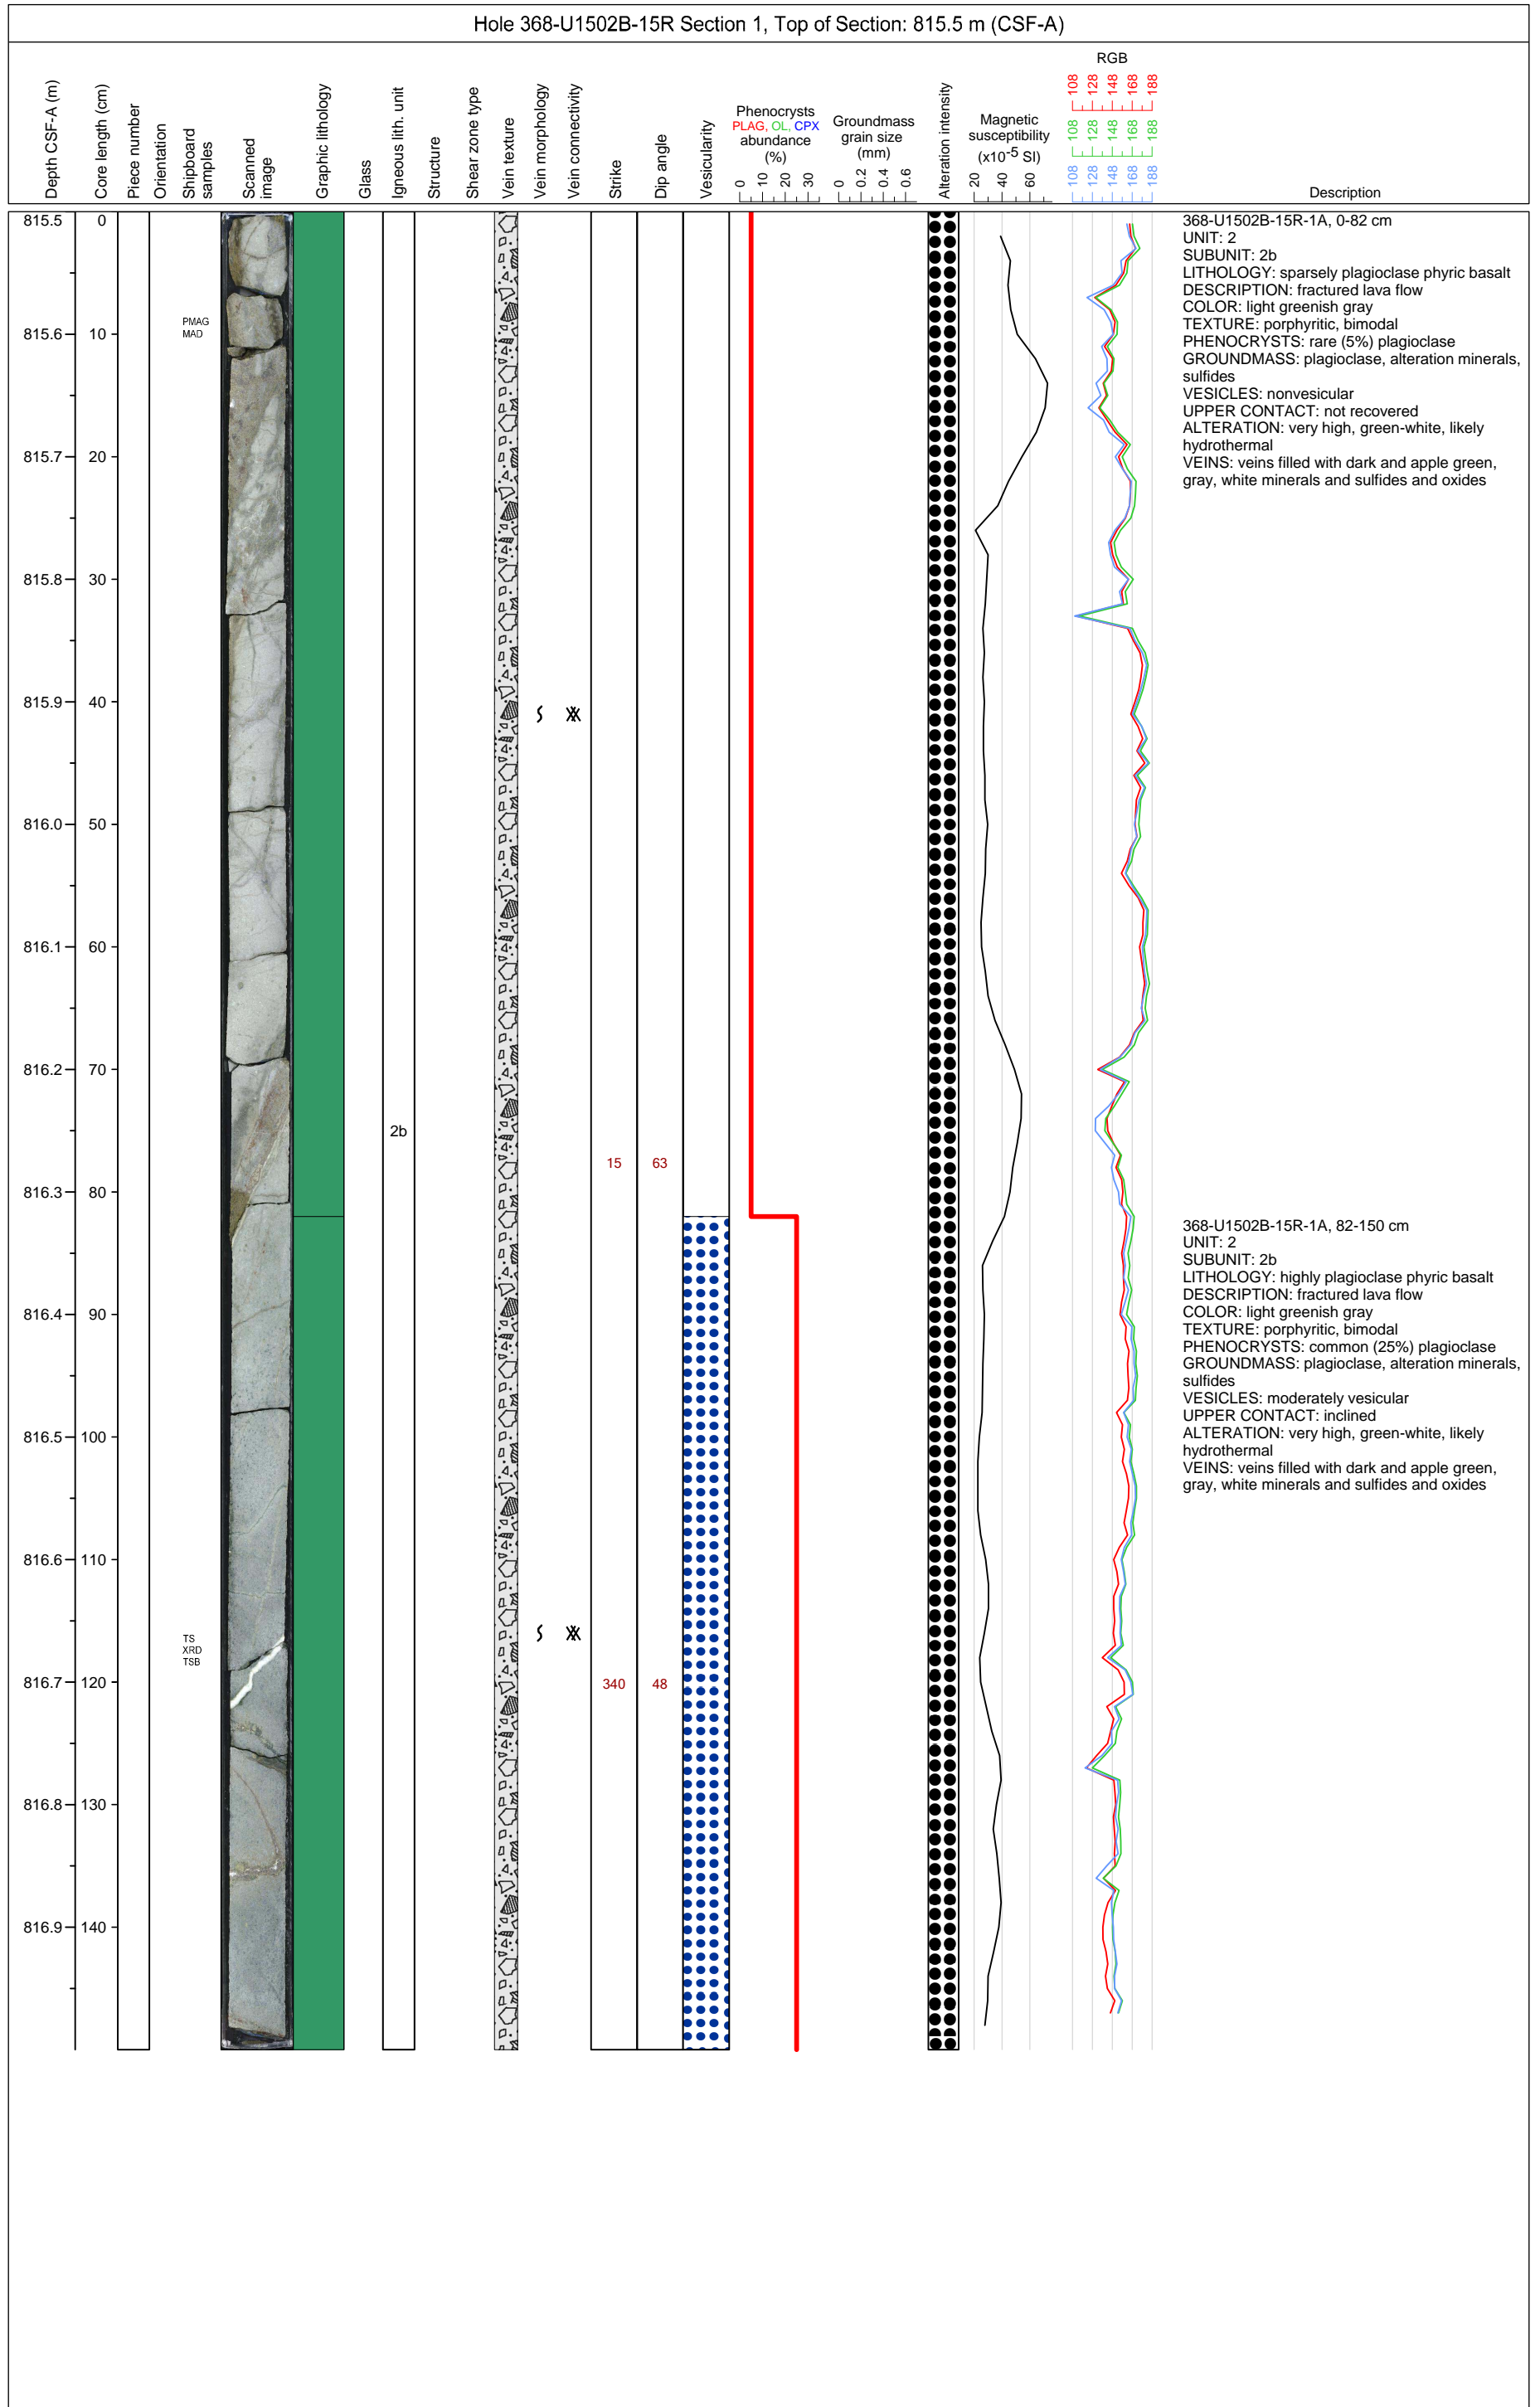 Hole 368-U1502B-15R Section 1, Top of Section: 815.5 m (CSF-A)
Depth CSF-A (m)
Core length (cm)
Piece number
Orientation
Shipboard
samples
Scanned
image
Graphic lithology
Glass
Igneous lith. unit
Structure
Shear zone type
Vein texture
Vein morphology
Vein connectivity
Strike
Dip angle
Vesicularity
Phenocrysts
PLAG, OL, CPX
abundance
(%)
0 10 20 30
Groundmass
grain size
(mm)
0 0.2 0.4 0.6
Alteration intensity
Magnetic
susceptibility
(x10-5 SI)
20 40 60
RGB
108 128 148 168 188
108 128 148 168 188
108 128 148 168 188
Description
815.5 0
815.6 10
815.7 20
815.8 30
815.9 40
816.0 50
816.1 60
816.2 70
816.3 80
816.4 90
816.5 100
816.6 110
816.7 120
816.8 130
816.9 140
PMAG
MAD
TS
XRD
TSB
2b
15 63
340 48
368-U1502B-15R-1A, 0-82 cm
UNIT: 2
SUBUNIT: 2b
LITHOLOGY: sparsely plagioclase phyric basalt
DESCRIPTION: fractured lava flow
COLOR: light greenish gray
TEXTURE: porphyritic, bimodal
PHENOCRYSTS: rare (5%) plagioclase
GROUNDMASS: plagioclase, alteration minerals,
sulfides
VESICLES: nonvesicular
UPPER CONTACT: not recovered
ALTERATION: very high, green-white, likely
hydrothermal
VEINS: veins filled with dark and apple green,
gray, white minerals and sulfides and oxides
368-U1502B-15R-1A, 82-150 cm
UNIT: 2
SUBUNIT: 2b
LITHOLOGY: highly plagioclase phyric basalt
DESCRIPTION: fractured lava flow
COLOR: light greenish gray
TEXTURE: porphyritic, bimodal
PHENOCRYSTS: common (25%) plagioclase
GROUNDMASS: plagioclase, alteration minerals,
sulfides
VESICLES: moderately vesicular
UPPER CONTACT: inclined
ALTERATION: very high, green-white, likely
hydrothermal
VEINS: veins filled with dark and apple green,
gray, white minerals and sulfides and oxides